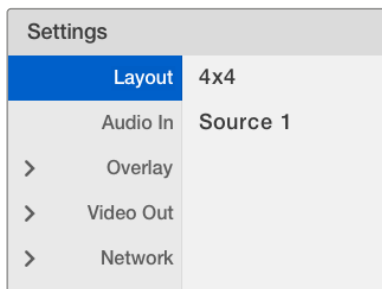 Settings
Layout 4x4
Audio In Source 1
Overlay
Video Out
Network